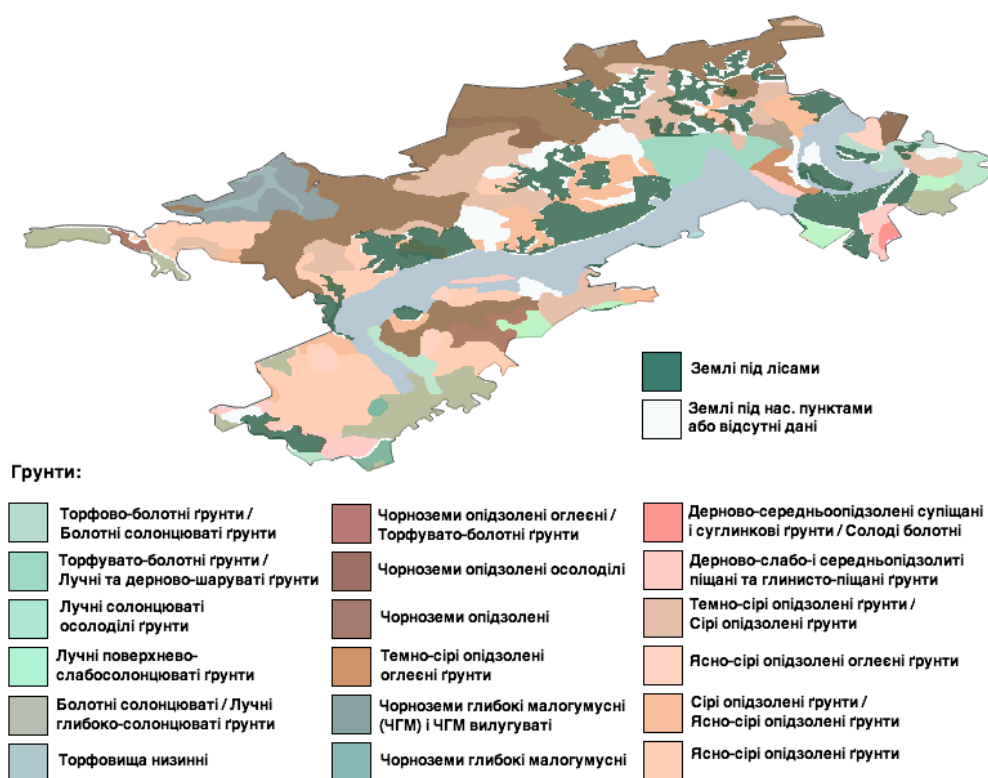 Землі під лісами
Землі під нас. пунктами
або відсутні дані
Грунти:
Торфово-болотні ґрунти /
Болотні солонцюваті ґрунти
Торфувато-болотні ґрунти /
Лучні та дерново-шаруваті ґрунти
Лучні солонцюваті
осолоділі ґрунти
Лучні поверхнево-
слабосолонцюваті ґрунти
Болотні солонцюваті / Лучні
глибоко-солонцюваті ґрунти
Торфовища низинні
Чорноземи опідзолені оглеєні /
Торфувато-болотні ґрунти
Чорноземи опідзолені осолоділі
Чорноземи опідзолені
Темно-сірі опідзолені
оглеєні ґрунти
Чорноземи глибокі малогумусні
(ЧГМ) і ЧГМ вилугуваті
Чорноземи глибокі малогумусні
Дерново-середньоопідзолені супіщані
і суглинкові ґрунти / Солоді болотні
Дерново-слабо-і середньопідзолиті
піщані та глинисто-піщані ґрунти
Темно-сірі опідзолені ґрунти /
Сірі опідзолені ґрунти
Ясно-сірі опідзолені оглеєні ґрунти
Сірі опідзолені ґрунти /
Ясно-сірі опідзолені ґрунти
Ясно-сірі опідзолені ґрунти